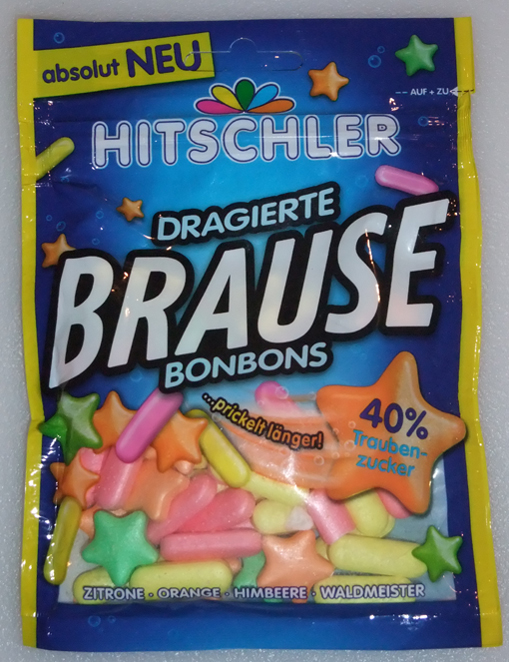 absolut NEU
AUF + ZU
HITSCHLER
DRAGIERTE
BRAUSE
BONBONS
...prickelt länger!
40%
Trauben-
zucker
ZITRONE · ORANGE · HIMBEERE · WALDMEISTER